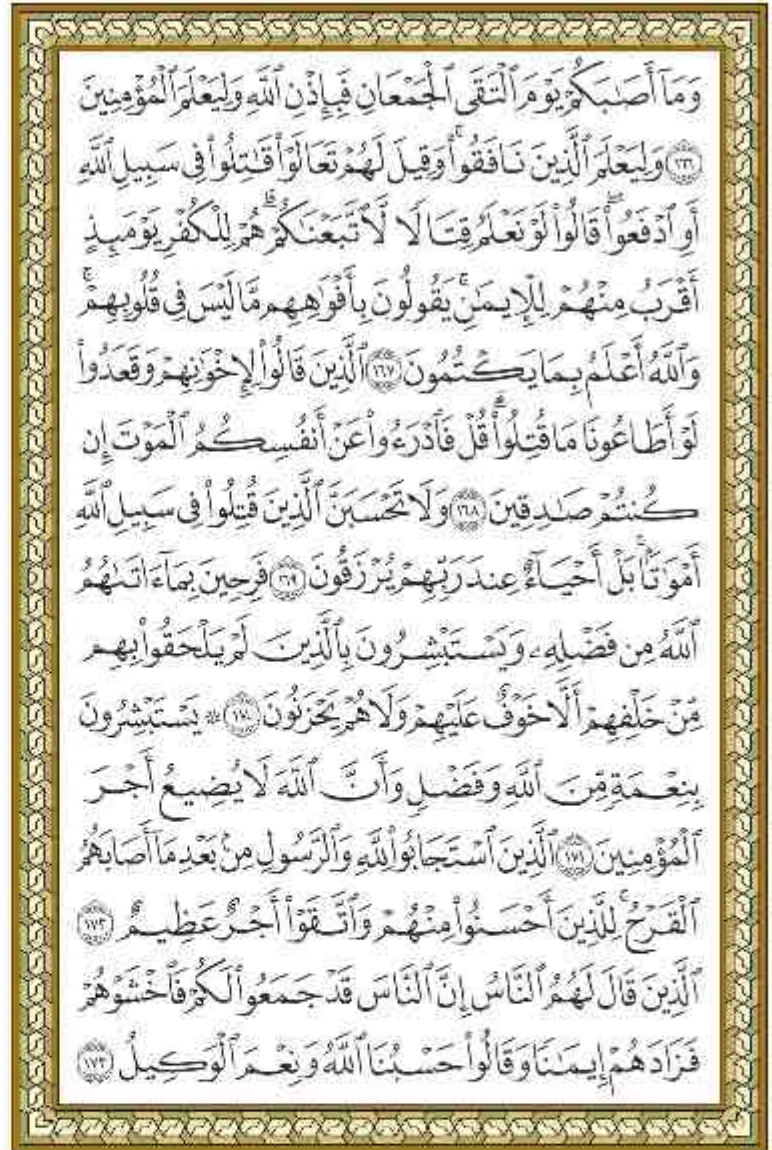 وَمَآ أَصَٰبَكُمْ يَوْمَ ٱلْتَقَى ٱلْجَمْعَانِ فَبِإِذْنِ ٱللَّهِ وَلِيَعْلَمَ ٱلْمُؤْمِنِينَ
﴿١٦٦﴾ وَلِيَعْلَمَ ٱلَّذِينَ نَافَقُوا۟ ۚ وَقِيلَ لَهُمْ تَعَالَوْا۟ قَٰتِلُوا۟ فِى سَبِيلِ ٱللَّهِ
أَوِ ٱدْفَعُوا۟ ۖ قَالُوا۟ لَوْ نَعْلَمُ قِتَالًا لَّٱتَّبَعْنَٰكُمْ ۗ هُمْ لِلْكُفْرِ يَوْمَئِذٍ
أَقْرَبُ مِنْهُمْ لِلْإِيمَٰنِ ۚ يَقُولُونَ بِأَفْوَٰهِهِم مَّا لَيْسَ فِى قُلُوبِهِمْ ۗ
وَٱللَّهُ أَعْلَمُ بِمَا يَكْتُمُونَ ﴿١٦٧﴾ ٱلَّذِينَ قَالُوا۟ لِإِخْوَٰنِهِمْ وَقَعَدُوا۟
لَوْ أَطَاعُونَا مَا قُتِلُوا۟ ۗ قُلْ فَٱدْرَءُوا۟ عَنْ أَنفُسِكُمُ ٱلْمَوْتَ إِن
كُنتُمْ صَٰدِقِينَ ﴿١٦٨﴾ وَلَا تَحْسَبَنَّ ٱلَّذِينَ قُتِلُوا۟ فِى سَبِيلِ ٱللَّهِ
أَمْوَٰتًۢا ۚ بَلْ أَحْيَآءٌ عِندَ رَبِّهِمْ يُرْزَقُونَ ﴿١٦٩﴾ فَرِحِينَ بِمَآ ءَاتَىٰهُمُ
ٱللَّهُ مِن فَضْلِهِۦ وَيَسْتَبْشِرُونَ بِٱلَّذِينَ لَمْ يَلْحَقُوا۟ بِهِم
مِّنْ خَلْفِهِمْ أَلَّا خَوْفٌ عَلَيْهِمْ وَلَا هُمْ يَحْزَنُونَ ﴿١٧٠﴾ ۞ يَسْتَبْشِرُونَ
بِنِعْمَةٍ مِّنَ ٱللَّهِ وَفَضْلٍ وَأَنَّ ٱللَّهَ لَا يُضِيعُ أَجْرَ
ٱلْمُؤْمِنِينَ ﴿١٧١﴾ ٱلَّذِينَ ٱسْتَجَابُوا۟ لِلَّهِ وَٱلرَّسُولِ مِنۢ بَعْدِ مَآ أَصَابَهُمُ
ٱلْقَرْحُ ۚ لِلَّذِينَ أَحْسَنُوا۟ مِنْهُمْ وَٱتَّقَوْا۟ أَجْرٌ عَظِيمٌ ﴿١٧٢﴾
ٱلَّذِينَ قَالَ لَهُمُ ٱلنَّاسُ إِنَّ ٱلنَّاسَ قَدْ جَمَعُوا۟ لَكُمْ فَٱخْشَوْهُمْ
فَزَادَهُمْ إِيمَٰنًا وَقَالُوا۟ حَسْبُنَا ٱللَّهُ وَنِعْمَ ٱلْوَكِيلُ ﴿١٧٣﴾